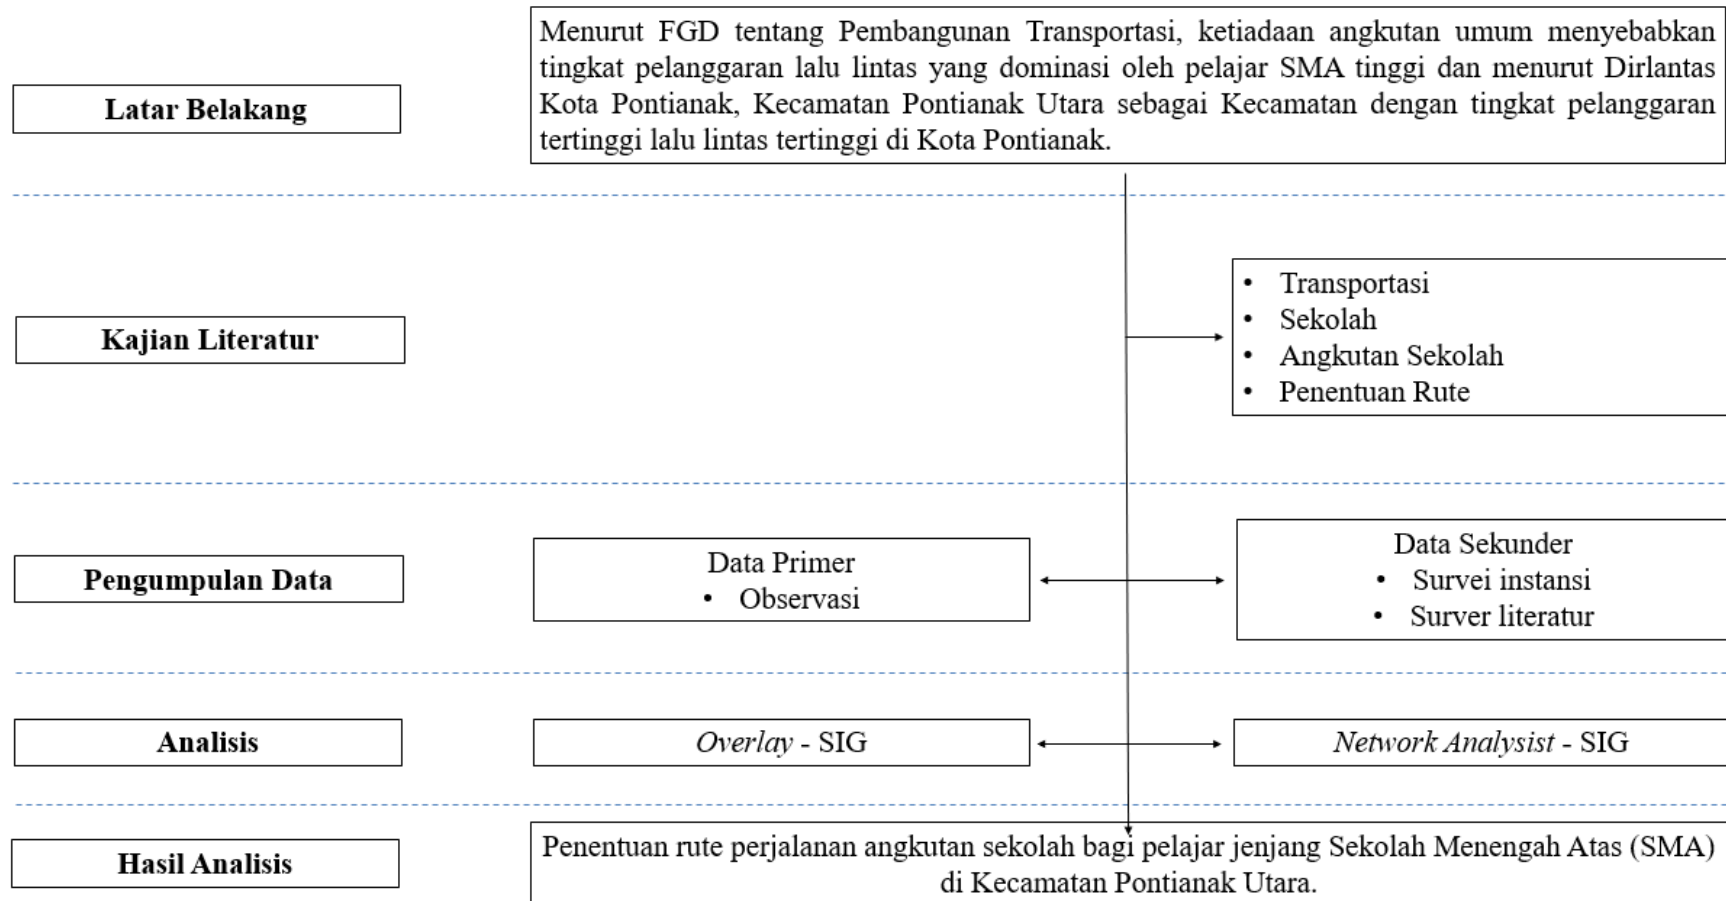 Latar Belakang
Menurut FGD tentang Pembangunan Transportasi, ketiadaan angkutan umum menyebabkan
tingkat pelanggaran lalu lintas yang dominasi oleh pelajar SMA tinggi dan menurut Dirlantas
Kota Pontianak, Kecamatan Pontianak Utara sebagai Kecamatan dengan tingkat pelanggaran
tertinggi lalu lintas tertinggi di Kota Pontianak.
Kajian Literatur
• Transportasi
• Sekolah
• Angkutan Sekolah
• Penentuan Rute
Pengumpulan Data
Data Primer
• Observasi
Data Sekunder
• Survei instansi
• Surver literatur
Analisis
Overlay - SIG
Network Analysist - SIG
Hasil Analisis
Penentuan rute perjalanan angkutan sekolah bagi pelajar jenjang Sekolah Menengah Atas (SMA)
di Kecamatan Pontianak Utara.